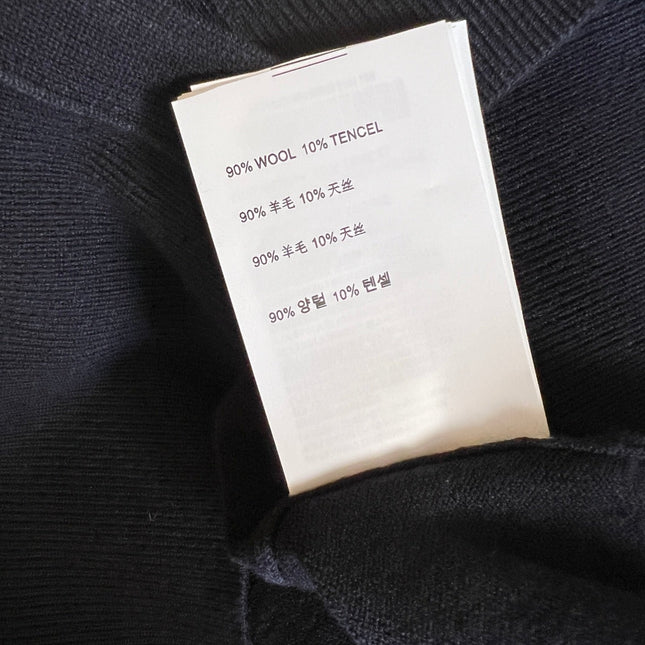 90% WOOL 10% TENCEL
90% 羊毛 10% 天丝
90% 羊毛 10% 天丝
90% 양털 10% 텐셀